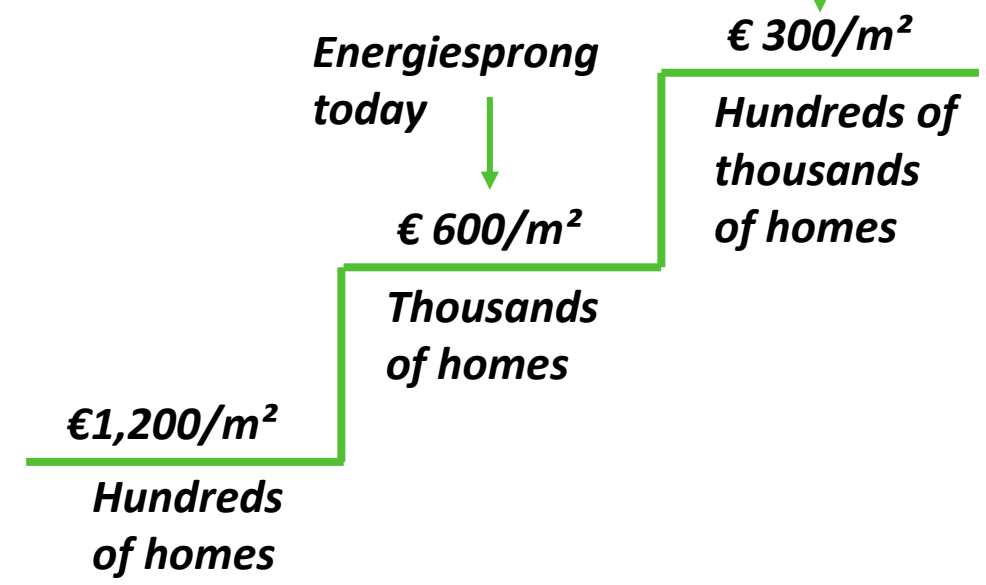 € 300/m²
Energiesprong
today
Hundreds of
thousands
of homes
€ 600/m²
Thousands
of homes
€1,200/m²
Hundreds
of homes